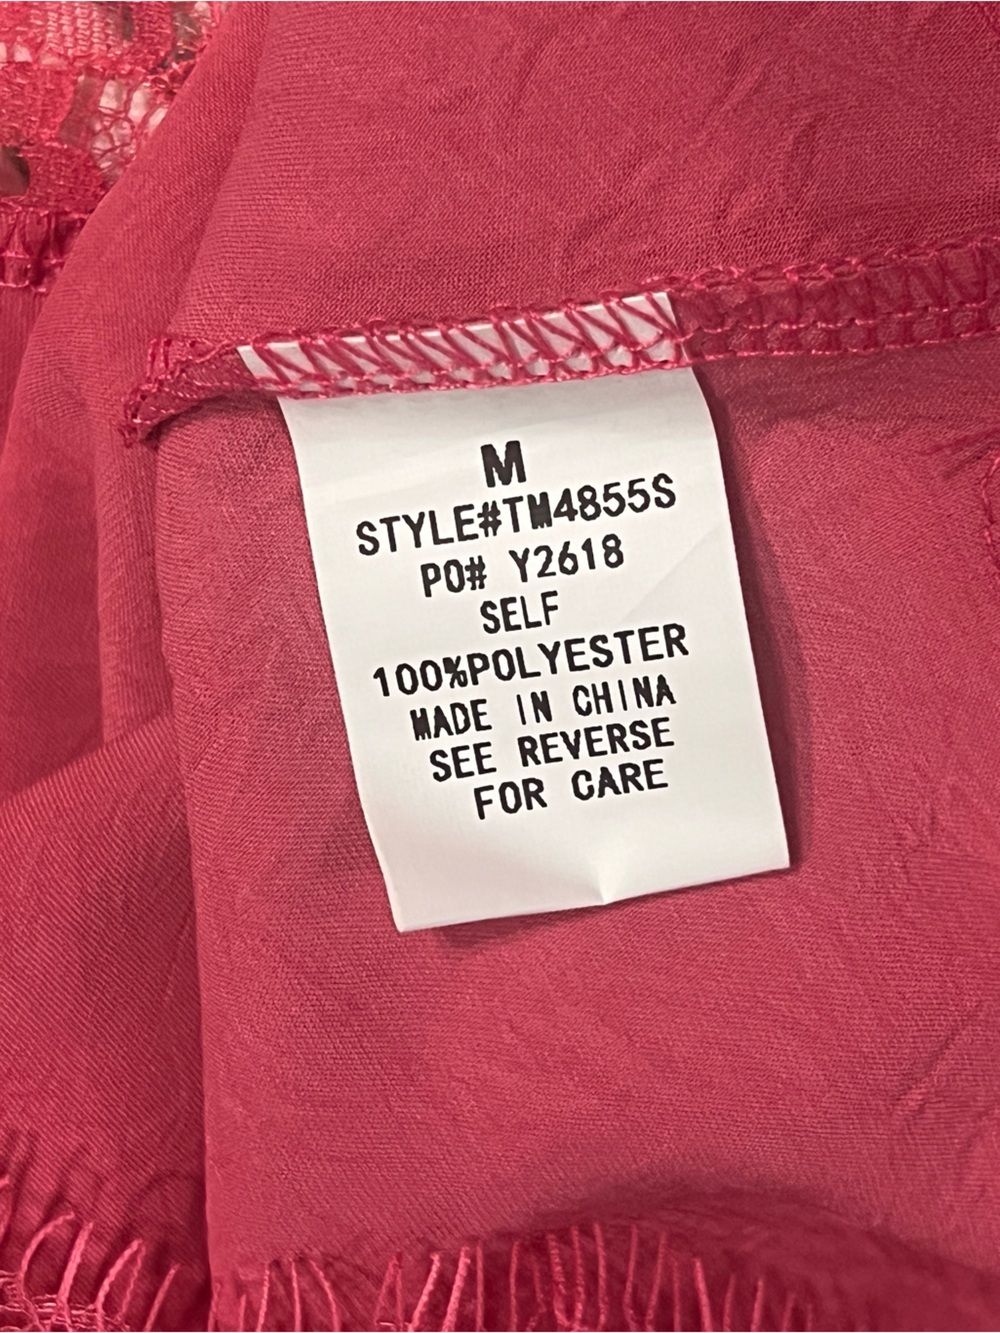 M
STYLE#TM4855S
PO# Y2618
SELF
100%POLYESTER
MADE IN CHINA
SEE REVERSE
FOR CARE